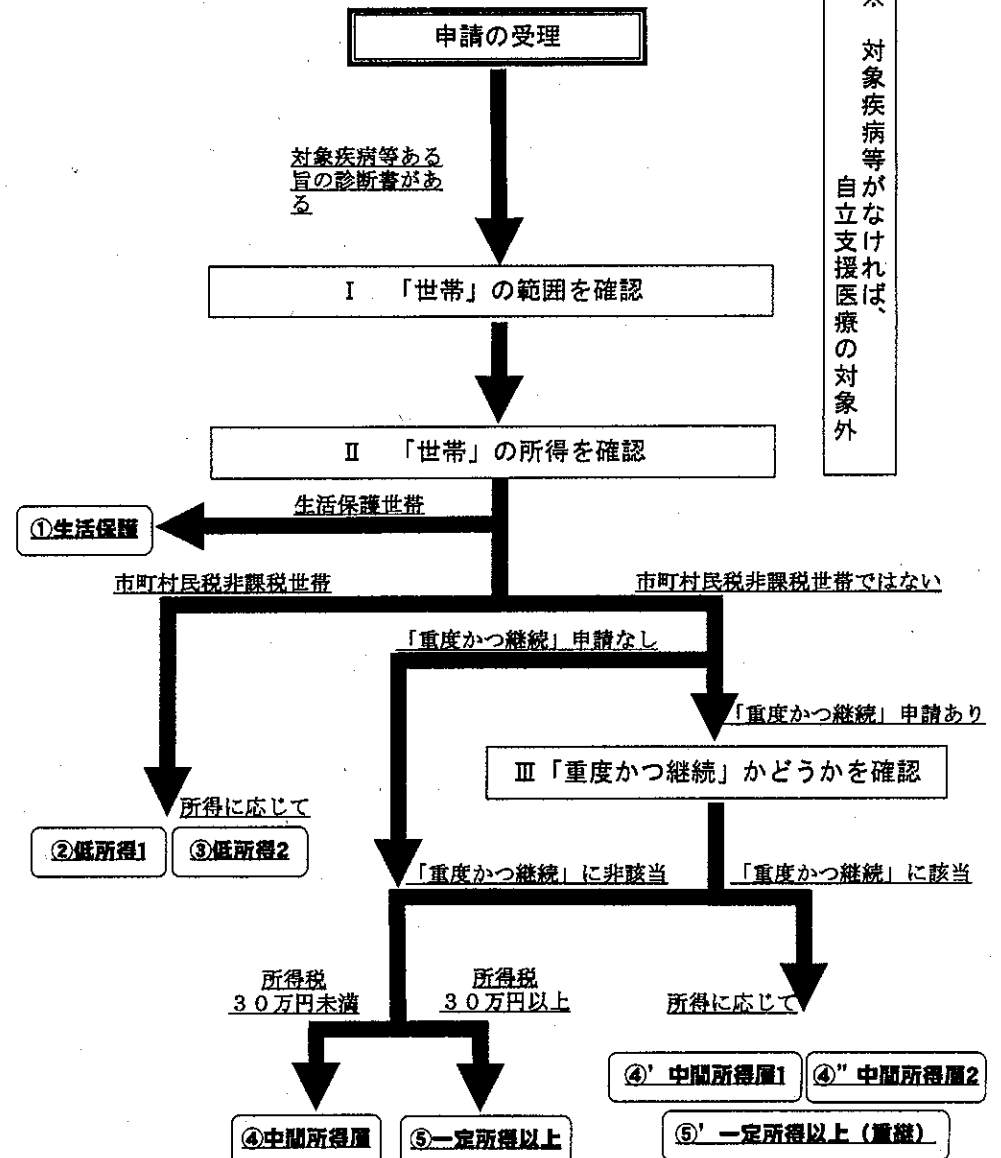 申請の受理
※ 対象疾病等がなければ、
自立支援医療の対象外
対象疾病等ある
旨の診断書があ
る
Ⅰ 「世帯」の範囲を確認
Ⅱ 「世帯」の所得を確認
生活保護世帯
①生活保護
市町村民税非課税世帯
市町村民税非課税世帯ではない
「重度かつ継続」申請なし
「重度かつ継続」申請あり
Ⅲ「重度かつ継続」かどうかを確認
所得に応じて
②低所得1
③低所得2
「重度かつ継続」に非該当
「重度かつ継続」に該当
所得税
30万円未満
所得税
30万円以上
所得に応じて
④' 中間所得層1
④" 中間所得層2
④中間所得層
⑤一定所得以上
⑤' 一定所得以上（重継）